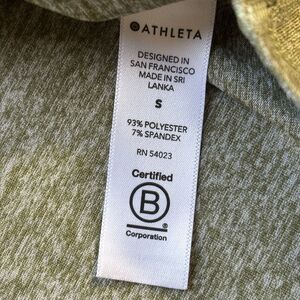 ATHLETA
DESIGNED IN
SAN FRANCISCO
MADE IN SRI
LANKA
S
93% POLYESTER
7% SPANDEX
RN 54023
Certified
B
Corporation